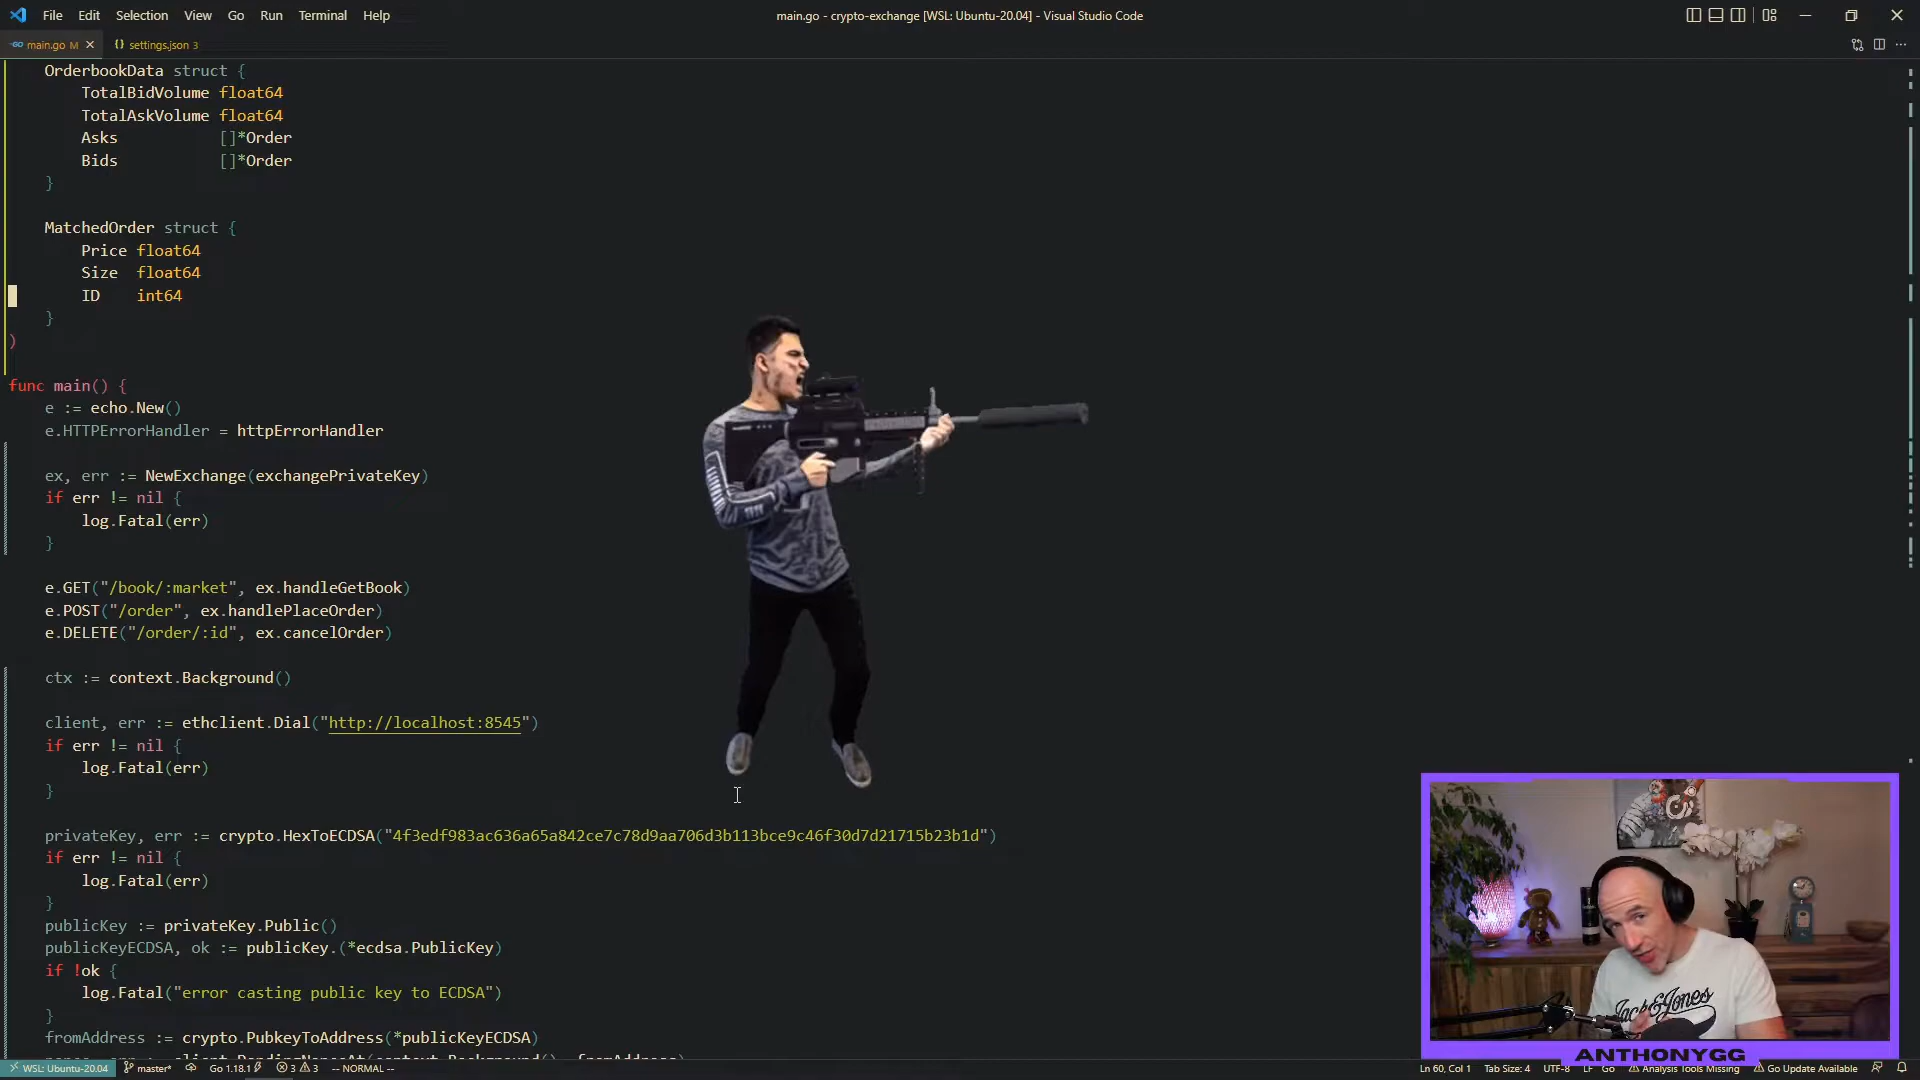 File Edit Selection View Go Run Terminal Help
main.go - crypto-exchange [WSL: Ubuntu-20.04] - Visual Studio Code
main.go M
settings.json 3
OrderbookData struct {
TotalBidVolume float64
TotalAskVolume float64
Asks []*Order
Bids []*Order
}
MatchedOrder struct {
Price float64
Size float64
ID int64
}
)
func main() {
e := echo.New()
e.HTTPErrorHandler = httpErrorHandler
ex, err := NewExchange(exchangePrivateKey)
if err != nil {
log.Fatal(err)
}
e.GET("/book/:market", ex.handleGetBook)
e.POST("/order", ex.handlePlaceOrder)
e.DELETE("/order/:id", ex.cancelOrder)
ctx := context.Background()
client, err := ethclient.Dial("http://localhost:8545")
if err != nil {
log.Fatal(err)
}
privateKey, err := crypto.HexToECDSA("4f3edf983ac636a65a842ce7c78d9aa706d3b113bce9c46f30d7d21715b23b1d")
if err != nil {
log.Fatal(err)
}
publicKey := privateKey.Public()
publicKeyECDSA, ok := publicKey.(*ecdsa.PublicKey)
if !ok {
log.Fatal("error casting public key to ECDSA")
}
fromAddress := crypto.PubkeyToAddress(*publicKeyECDSA)
Jack & Jones
ANTHONYGG
WSL: Ubuntu-20.04 master* Go 1.18.1 3 3 -- NORMAL --
Ln 60, Col 1 Tab Size: 4 UTF-8 LF Go Analysis Tools Missing Go Update Available